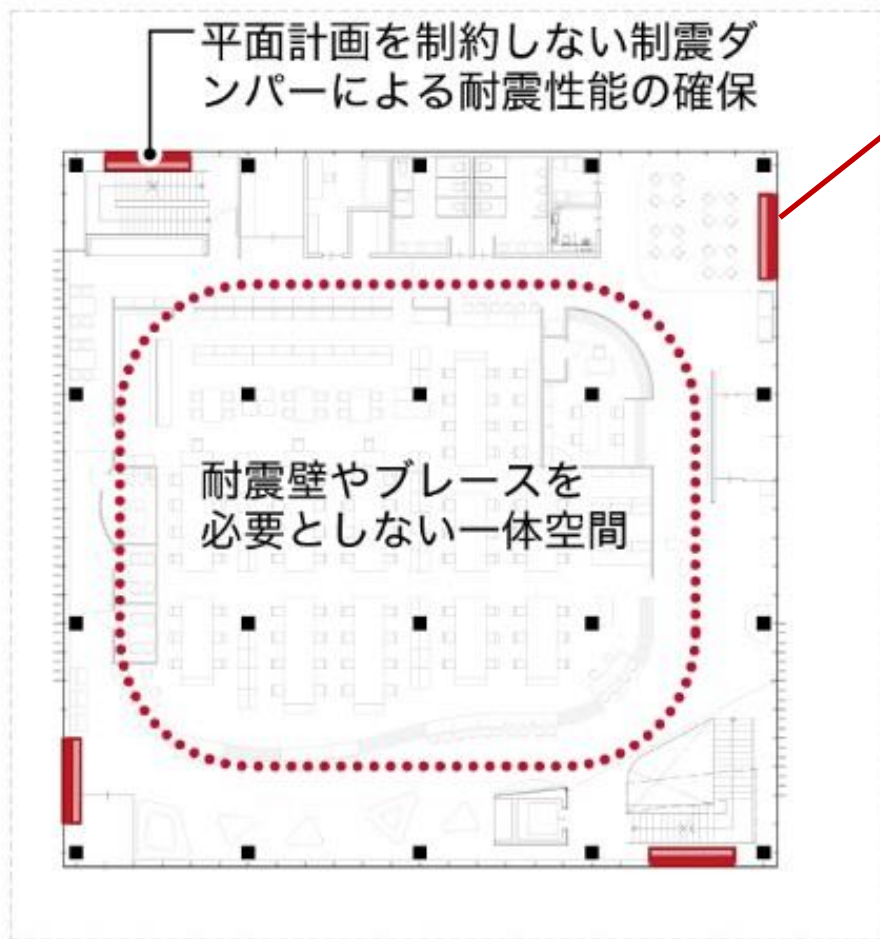 平面計画を制約しない制震ダ
ンパーによる耐震性能の確保
耐震壁やブレースを
必要としない一体空間